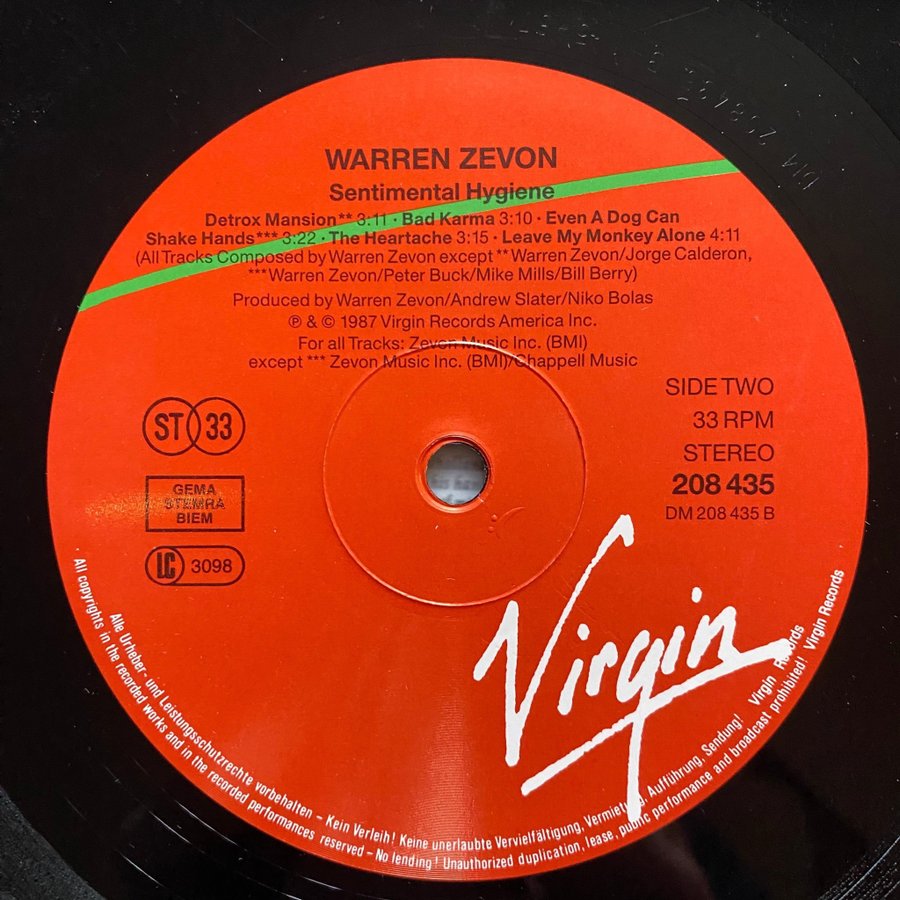 WARREN ZEVON
Sentimental Hygiene
Detrox Mansion** 3:11 · Bad Karma 3:10 · Even A Dog Can
Shake Hands*** 3:22 · The Heartache 3:15 · Leave My Monkey Alone 4:11
(All Tracks Composed by Warren Zevon except ** Warren Zevon/Jorge Calderon,
***Warren Zevon/Peter Buck/Mike Mills/Bill Berry)
Produced by Warren Zevon/Andrew Slater/Niko Bolas
℗ & © 1987 Virgin Records America Inc.
For all Tracks: Zevon Music Inc. (BMI)
except *** Zevon Music Inc. (BMI)/Chappell Music
SIDE TWO
33 RPM
STEREO
208 435
DM 208 435 B
ST 33
GEMA
STEMRA
BIEM
LC 3098
Virgin
Alle Urheber- und Leistungsschutzrechte vorbehalten – Kein Verleih! Keine unerlaubte Vervielfältigung, Vermietung, Aufführung, Sendung! Virgin Records
All copyrights in the recorded works and in the recorded performances reserved – No lending! Unauthorized duplication, lease, public performance and broadcast prohibited! Virgin Records